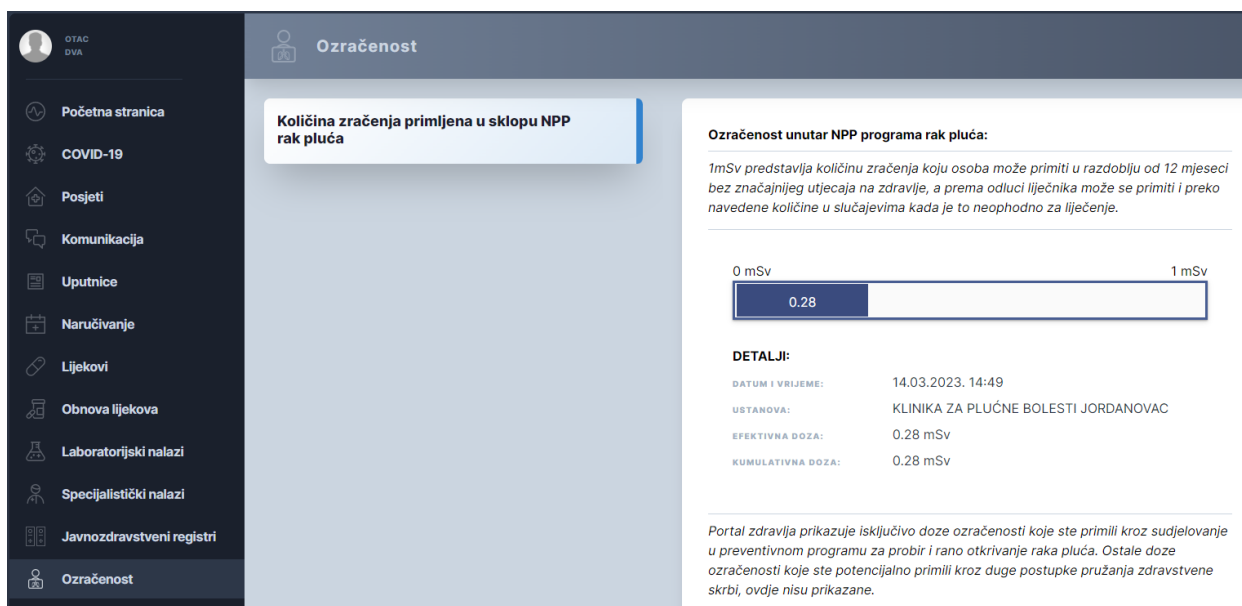 OTAC
DVA
Početna stranica
COVID-19
Posjeti
Komunikacija
Uputnice
Naručivanje
Lijekovi
Obnova lijekova
Laboratorijski nalazi
Specijalistički nalazi
Javnozdravstveni registri
Ozračenost
Ozračenost
Količina zračenja primljena u sklopu NPP
rak pluća
Ozračenost unutar NPP programa rak pluća:
1mSv predstavlja količinu zračenja koju osoba može primiti u razdoblju od 12 mjeseci
bez značajnijeg utjecaja na zdravlje, a prema odluci liječnika može se primiti i preko
navedene količine u slučajevima kada je to neophodno za liječenje.
0 mSv 1 mSv
0.28
DETALJI:
DATUM I VRIJEME: 14.03.2023. 14:49
USTANOVA: KLINIKA ZA PLUĆNE BOLESTI JORDANOVAC
EFEKTIVNA DOZA: 0.28 mSv
KUMULATIVNA DOZA: 0.28 mSv
Portal zdravlja prikazuje isključivo doze ozračenosti koje ste primili kroz sudjelovanje
u preventivnom programu za probir i rano otkrivanje raka pluća. Ostale doze
ozračenosti koje ste potencijalno primili kroz duge postupke pružanja zdravstvene
skrbi, ovdje nisu prikazane.